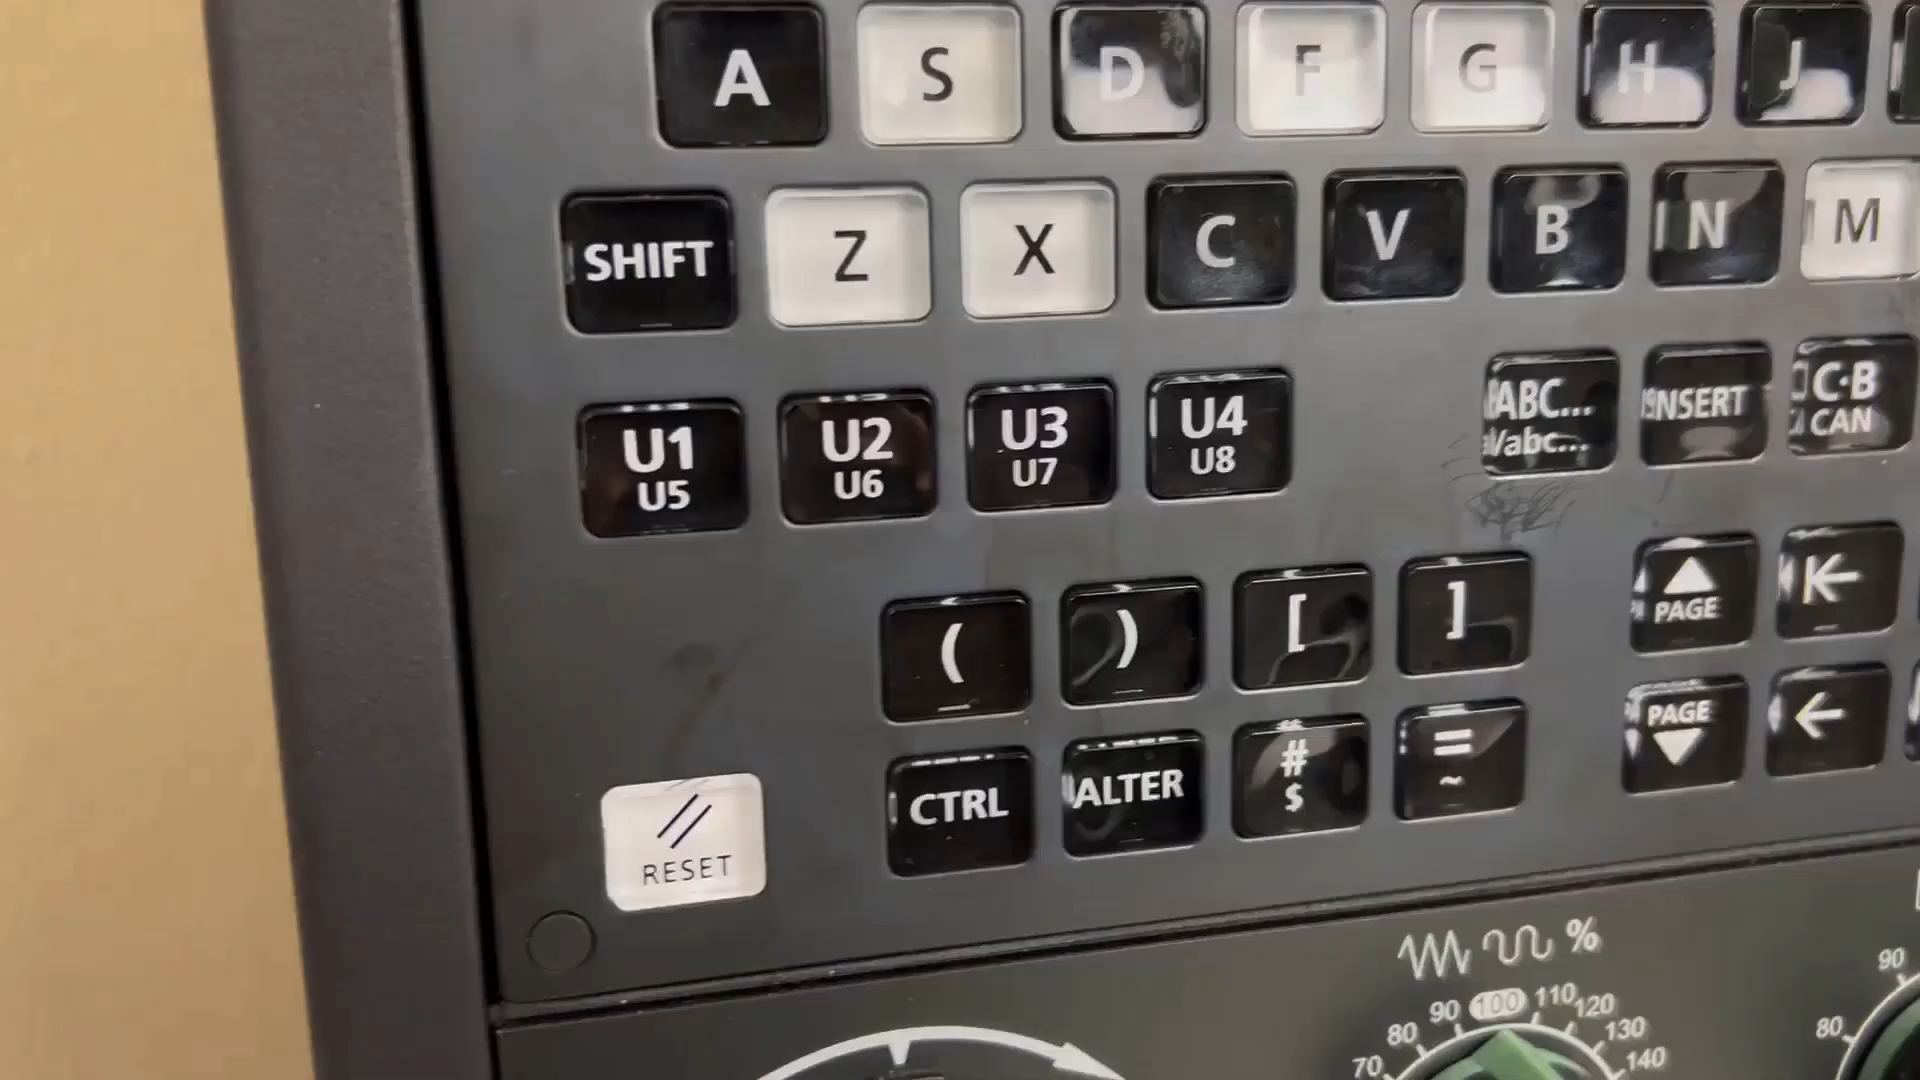 A S D F G H J
SHIFT Z X C V B N M
U1 U2 U3 U4 ABC... INSERT C·B
U5 U6 U7 U8 /abc... CAN
( ) [ ] PAGE
CTRL ALTER # = PAGE
$ ~
//
RESET
%
70 80 90 100 110 120 130 140
80 90